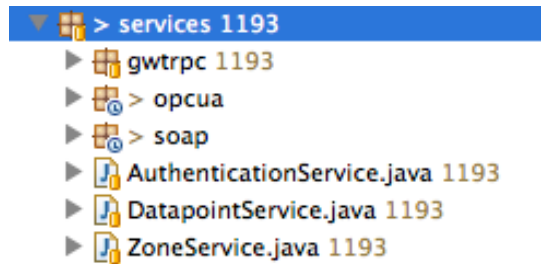 > services 1193
gwtrpc 1193
> opcua
> soap
AuthenticationService.java 1193
DatapointService.java 1193
ZoneService.java 1193